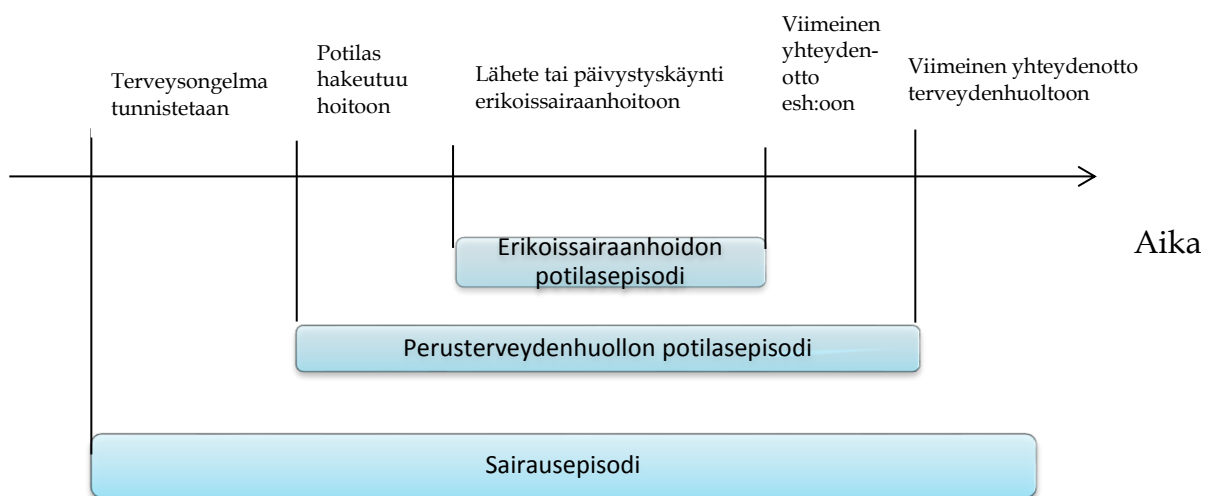 Terveysongelma
tunnistetaan
Potilas
hakeutuu
hoitoon
Lähete tai päivystyskäynti
erikoissairaanhoitoon
Viimeinen
yhteyden-
otto
esh:oon
Viimeinen yhteydenotto
terveydenhuoltoon
Aika
Erikoissairaanhoidon
potilasepisodi
Perusterveydenhuollon potilasepisodi
Sairausepisodi